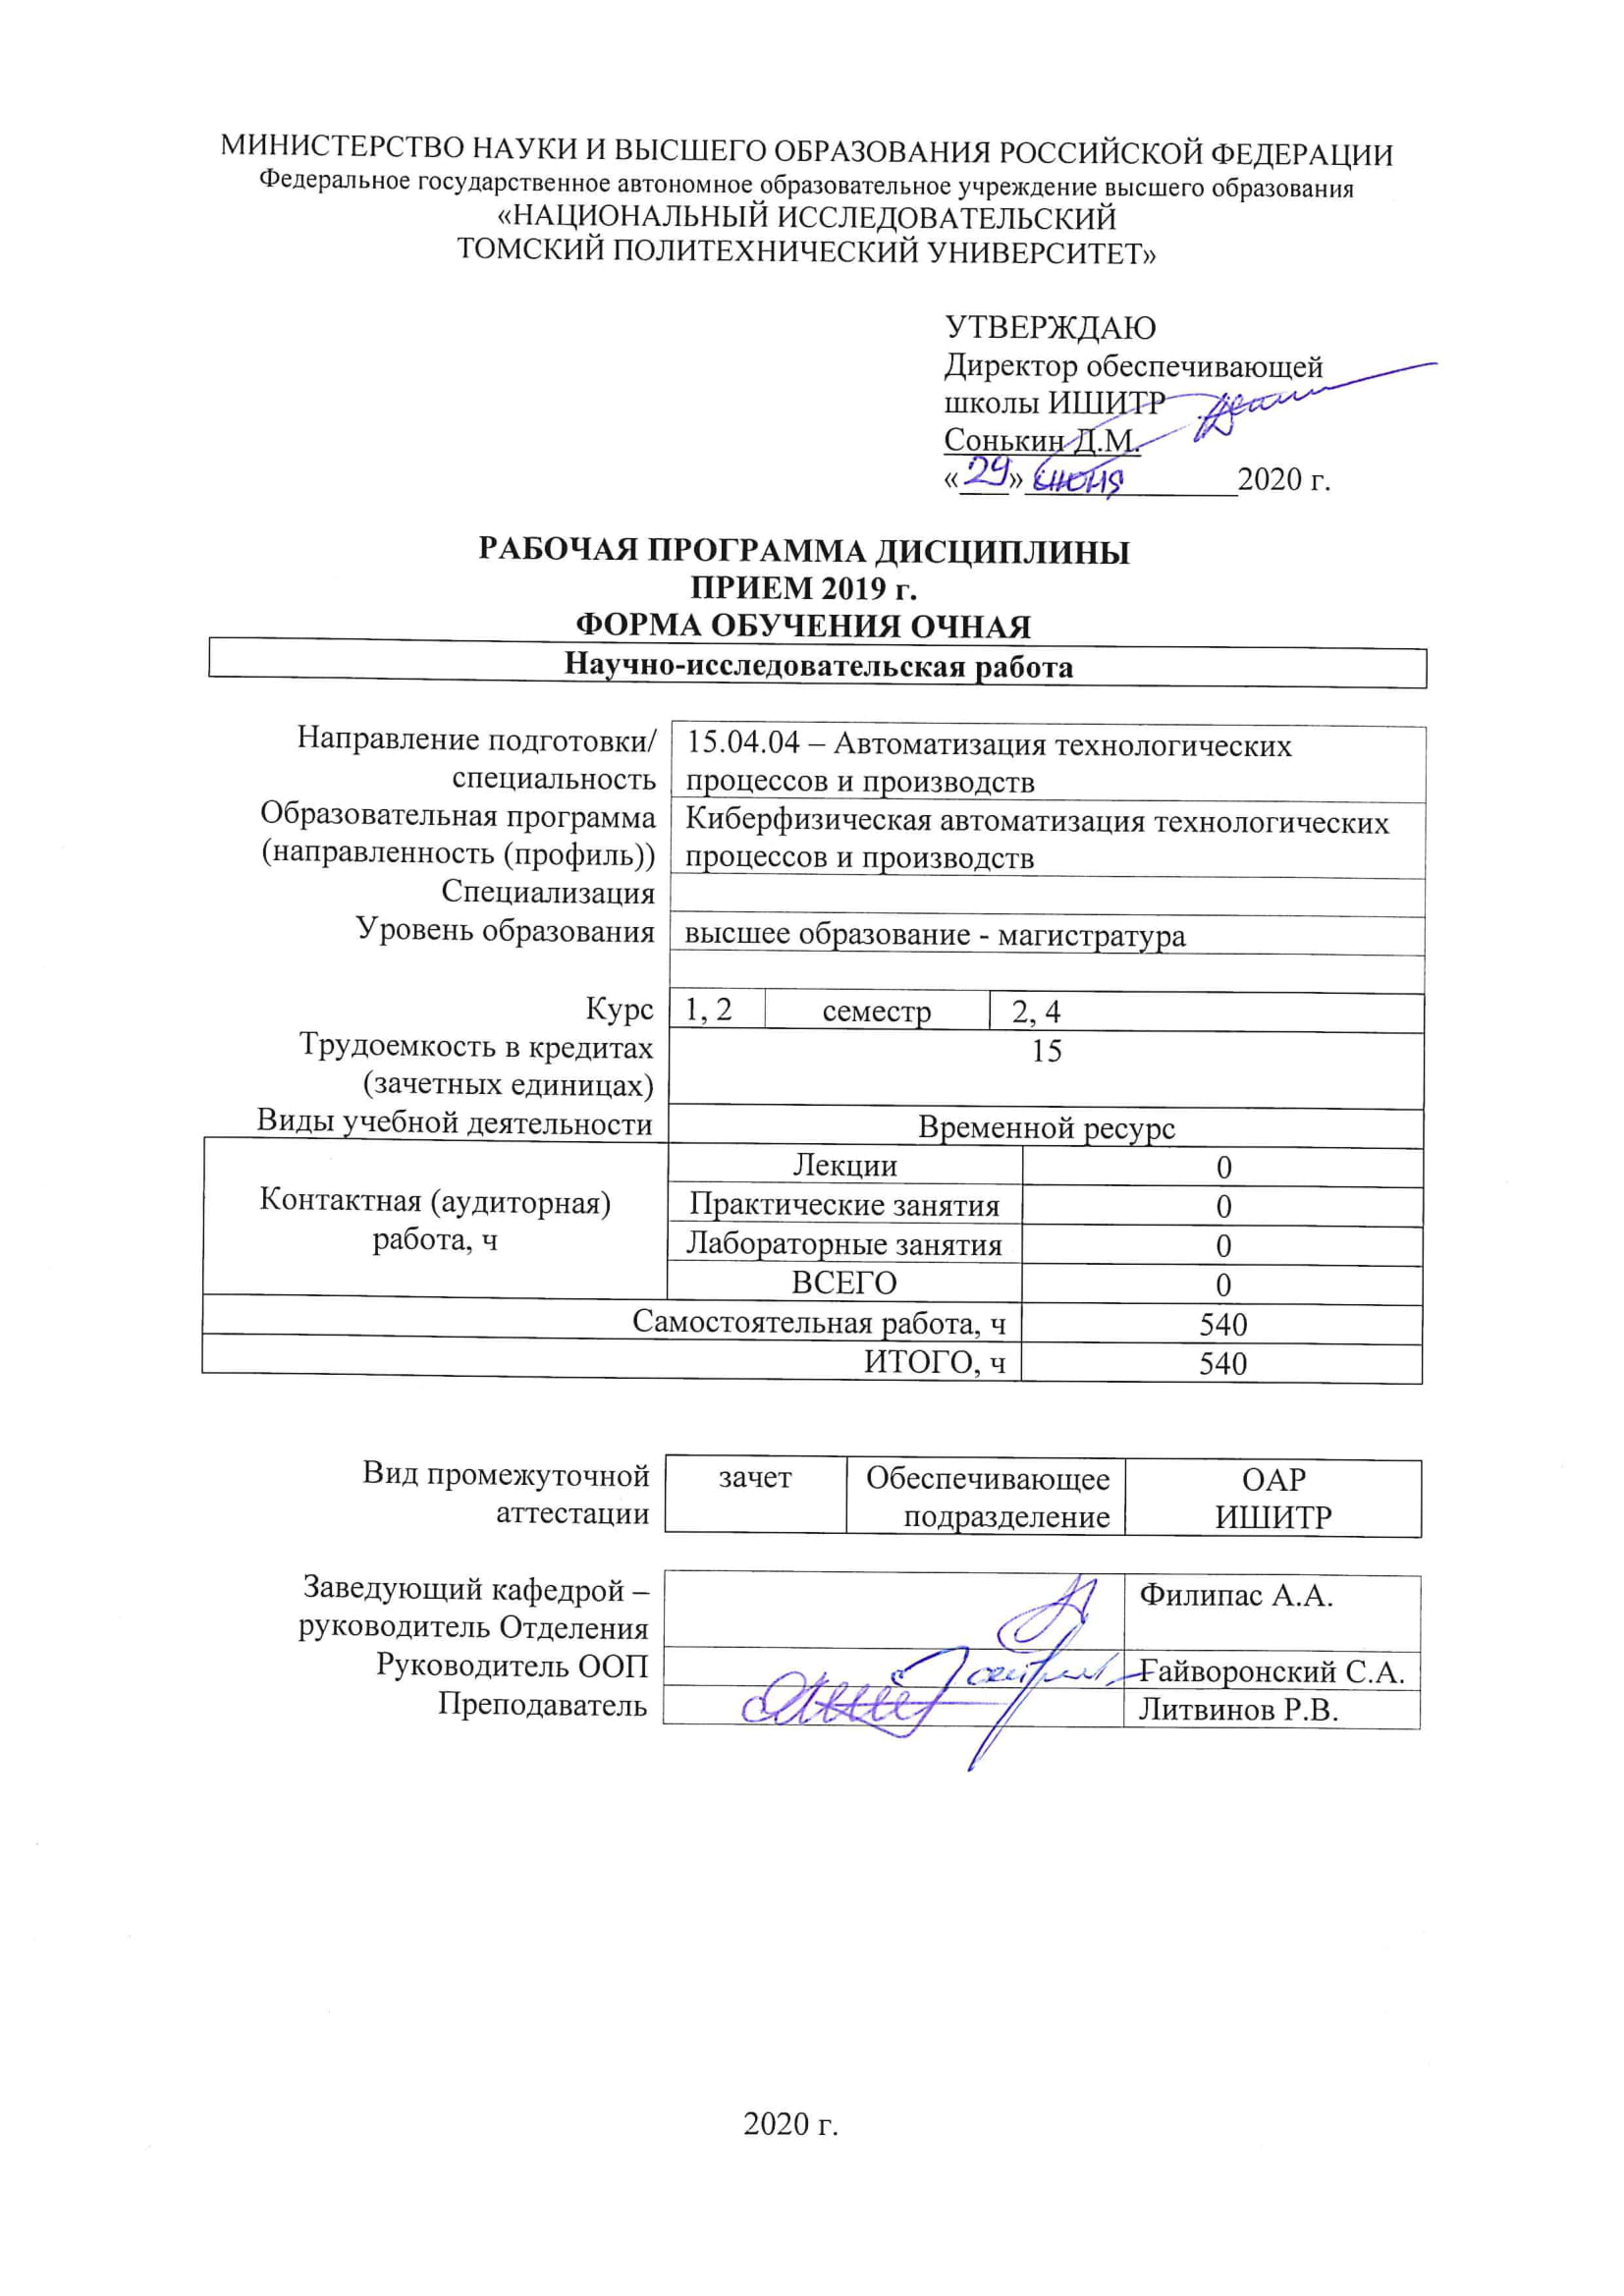 МИНИСТЕРСТВО НАУКИ И ВЫСШЕГО ОБРАЗОВАНИЯ РОССИЙСКОЙ ФЕДЕРАЦИИ
Федеральное государственное автономное образовательное учреждение высшего образования
«НАЦИОНАЛЬНЫЙ ИССЛЕДОВАТЕЛЬСКИЙ
ТОМСКИЙ ПОЛИТЕХНИЧЕСКИЙ УНИВЕРСИТЕТ»
УТВЕРЖДАЮ
Директор обеспечивающей
школы ИШИТР
Сонькин Д.М.
«29» июня 2020 г.
РАБОЧАЯ ПРОГРАММА ДИСЦИПЛИНЫ
ПРИЕМ 2019 г.
ФОРМА ОБУЧЕНИЯ ОЧНАЯ
Научно-исследовательская работа
Направление подготовки/ 15.04.04 – Автоматизация технологических
специальность процессов и производств
Образовательная программа Киберфизическая автоматизация технологических
(направленность (профиль)) процессов и производств
Специализация
Уровень образования высшее образование - магистратура
Курс 1, 2 семестр 2, 4
Трудоемкость в кредитах 15
(зачетных единицах)
Виды учебной деятельности Временной ресурс
Лекции 0
Контактная (аудиторная) Практические занятия 0
работа, ч Лабораторные занятия 0
ВСЕГО 0
Самостоятельная работа, ч 540
ИТОГО, ч 540
Вид промежуточной зачет Обеспечивающее ОАР
аттестации подразделение ИШИТР
Заведующий кафедрой – Филипас А.А.
руководитель Отделения
Руководитель ООП Гайворонский С.А.
Преподаватель Литвинов Р.В.
2020 г.